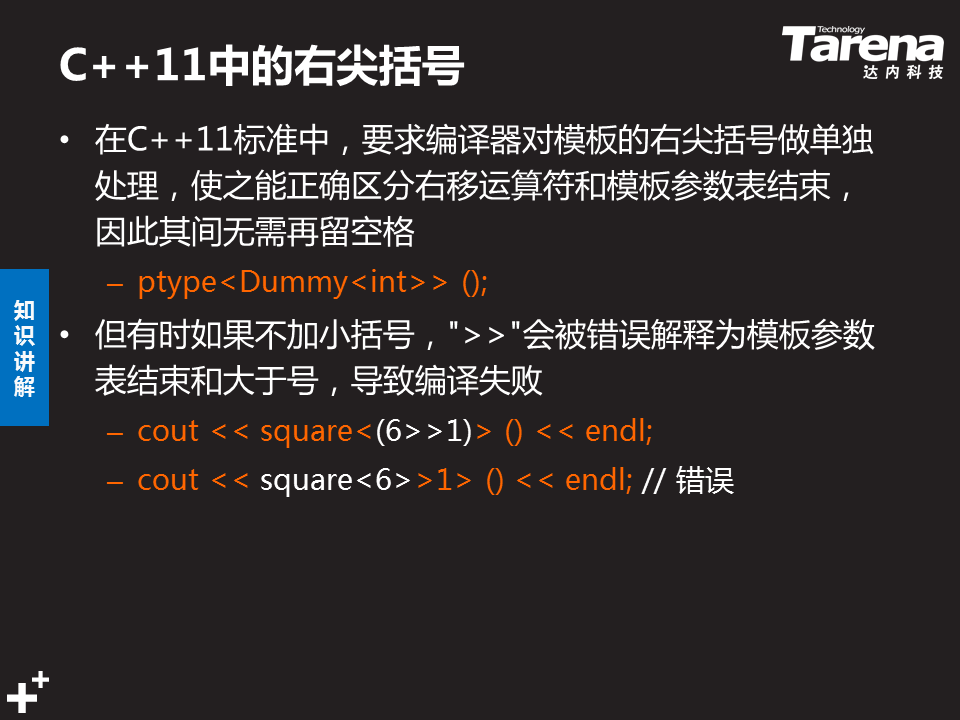 C++11中的右尖括号
Technology
Tarena
达内科技
• 在C++11标准中，要求编译器对模板的右尖括号做单独
处理，使之能正确区分右移运算符和模板参数表结束，
因此其间无需再留空格
– ptype<Dummy<int>> ();
• 但有时如果不加小括号，">>"会被错误解释为模板参数
表结束和大于号，导致编译失败
– cout << square<(6>>1)> () << endl;
– cout << square<6>>1> () << endl; // 错误
知
识
讲
解